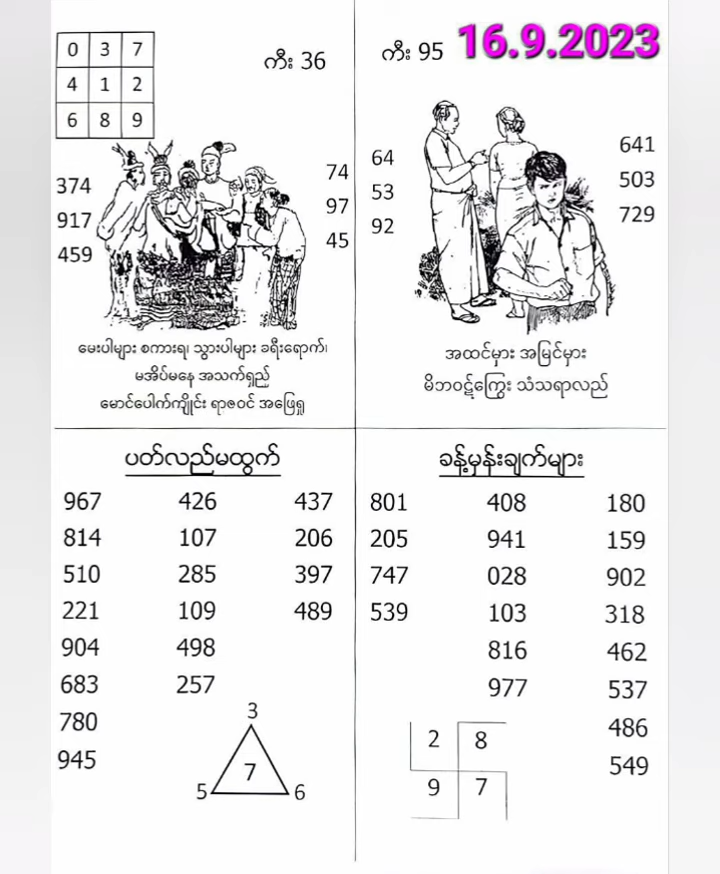 0 3 7
4 1 2
6 8 9
ကီး 36
374
917
459
74
97
45
မေးပါများ စကားရ၊ သွားပါများ ခရီးရောက်၊
မအိပ်မနေ အသက်ရှည်
မောင်ပေါက်ကျိုင်း ရာဇဝင် အဖြေရှု
ကီး 95
16.9.2023
64
53
92
641
503
729
အထင်မှား အမြင်မှား
မိဘဝဋ်ကြွေး သံသရာလည်
ပတ်လည်မထွက်
967 426 437
814 107 206
510 285 397
221 109 489
904 498
683 257
780
945
3
7
5 6
ခန့်မှန်းချက်များ
801 408 180
205 941 159
747 028 902
539 103 318
816 462
977 537
486
549
2 8
9 7